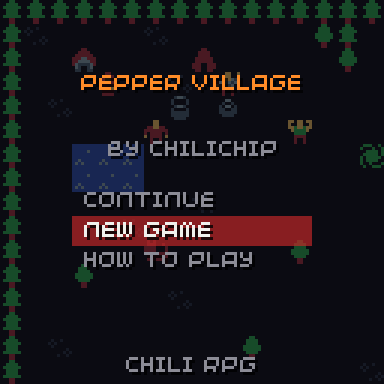 PEPPER VILLAGE
BY CHILICHIP
CONTINUE
NEW GAME
HOW TO PLAY
CHILI RPG